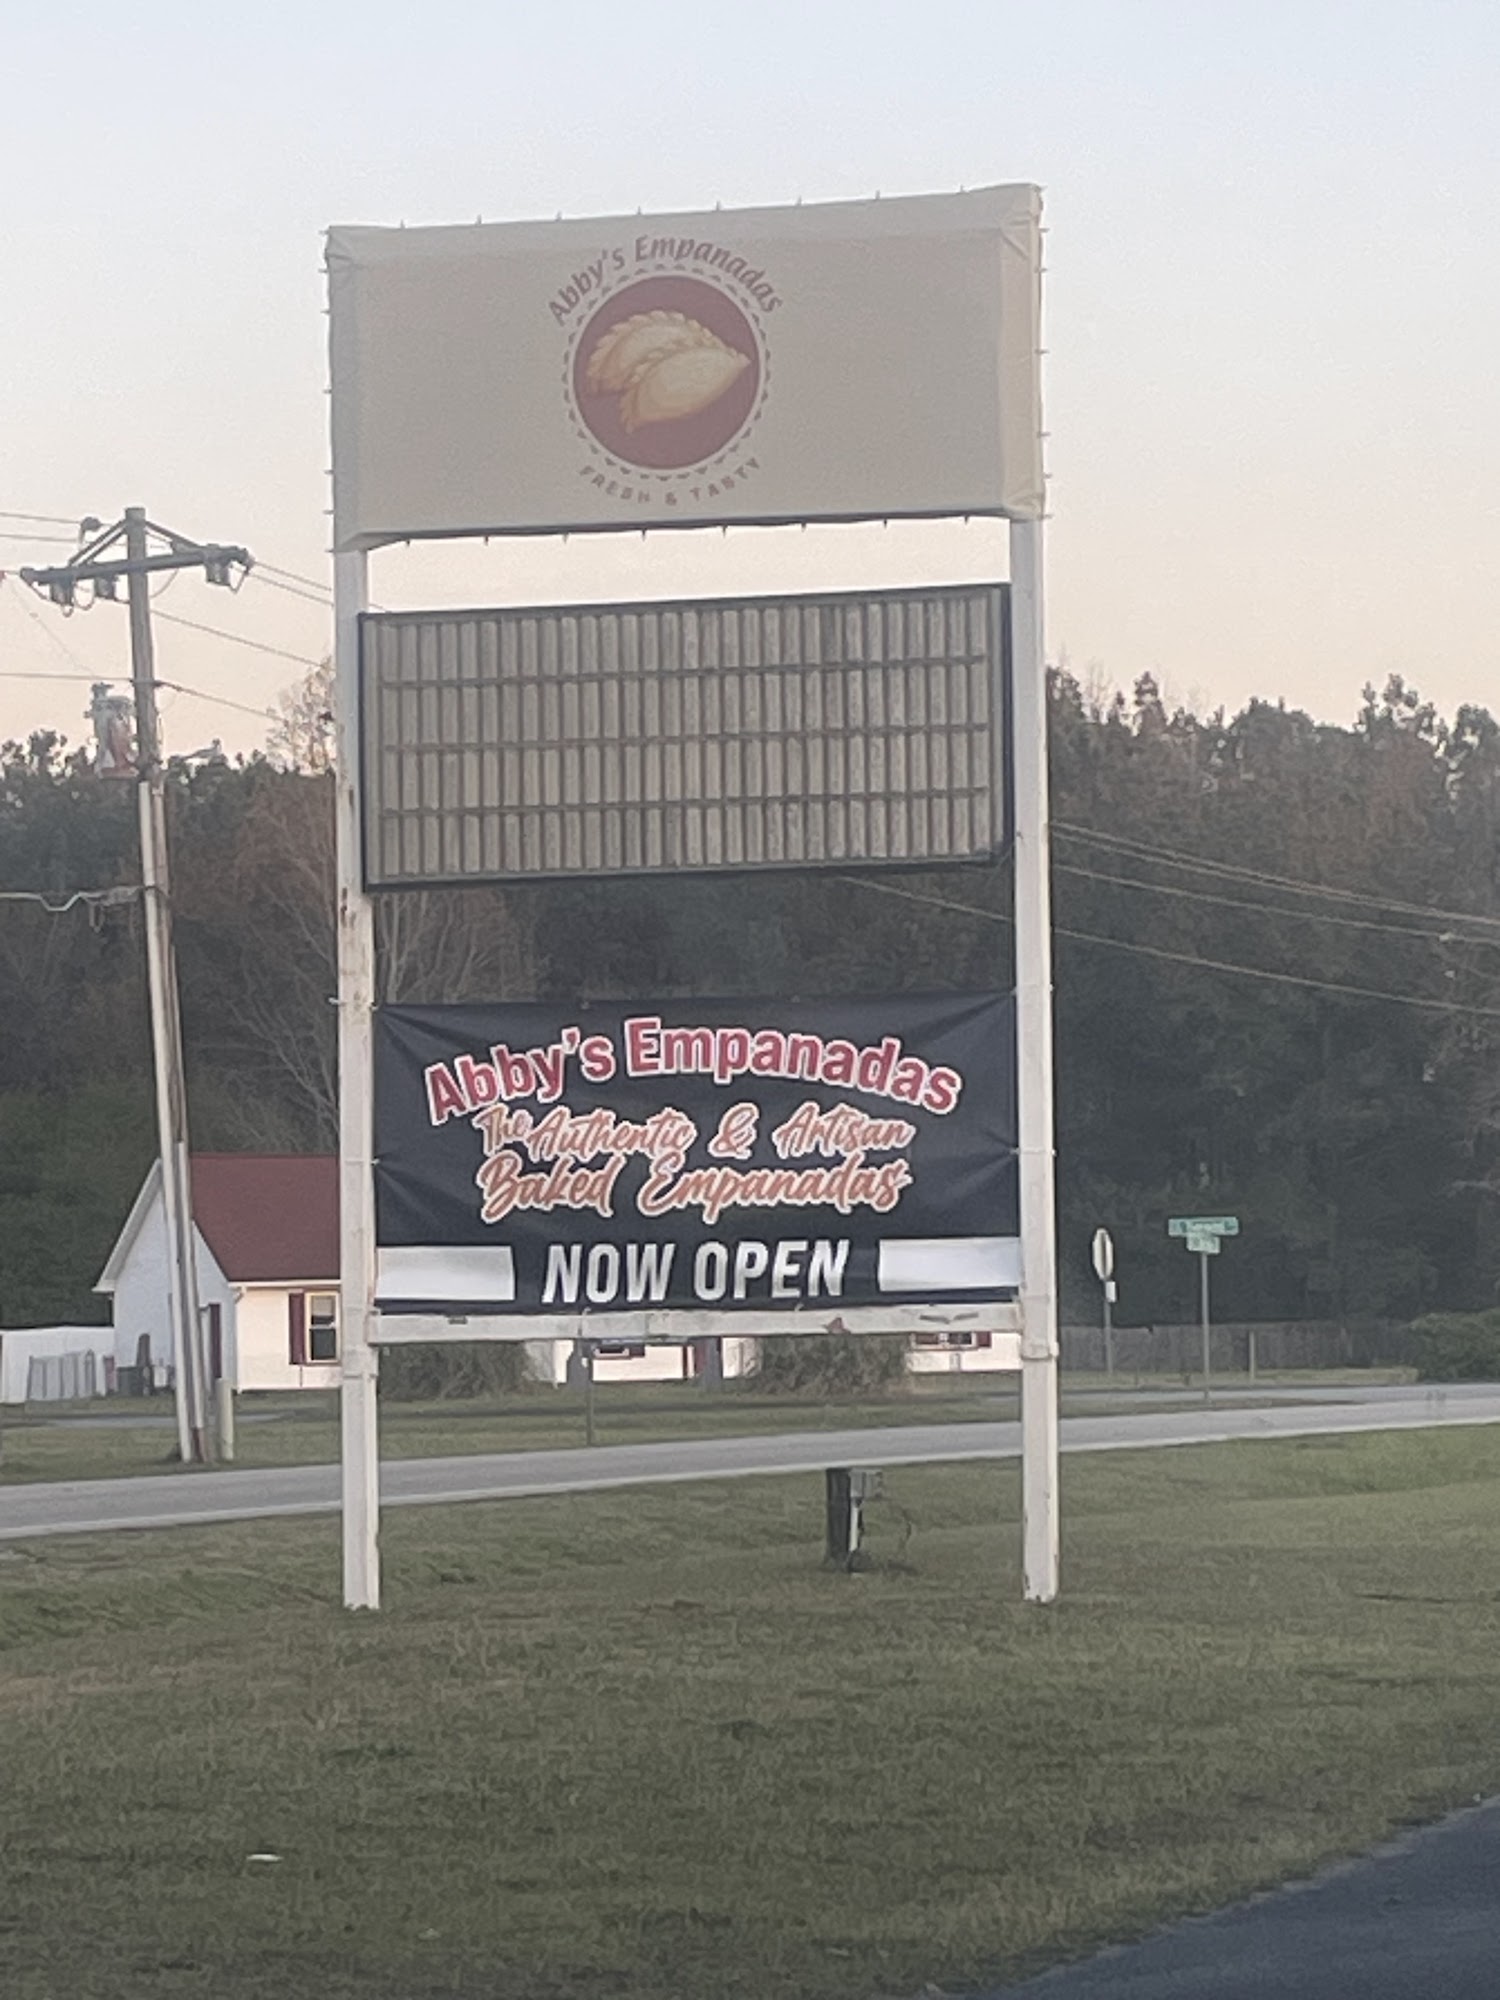 Abby's Empanadas
FRESH & TASTY
Abby's Empanadas
The Authentic & Artisan
Baked Empanadas
NOW OPEN